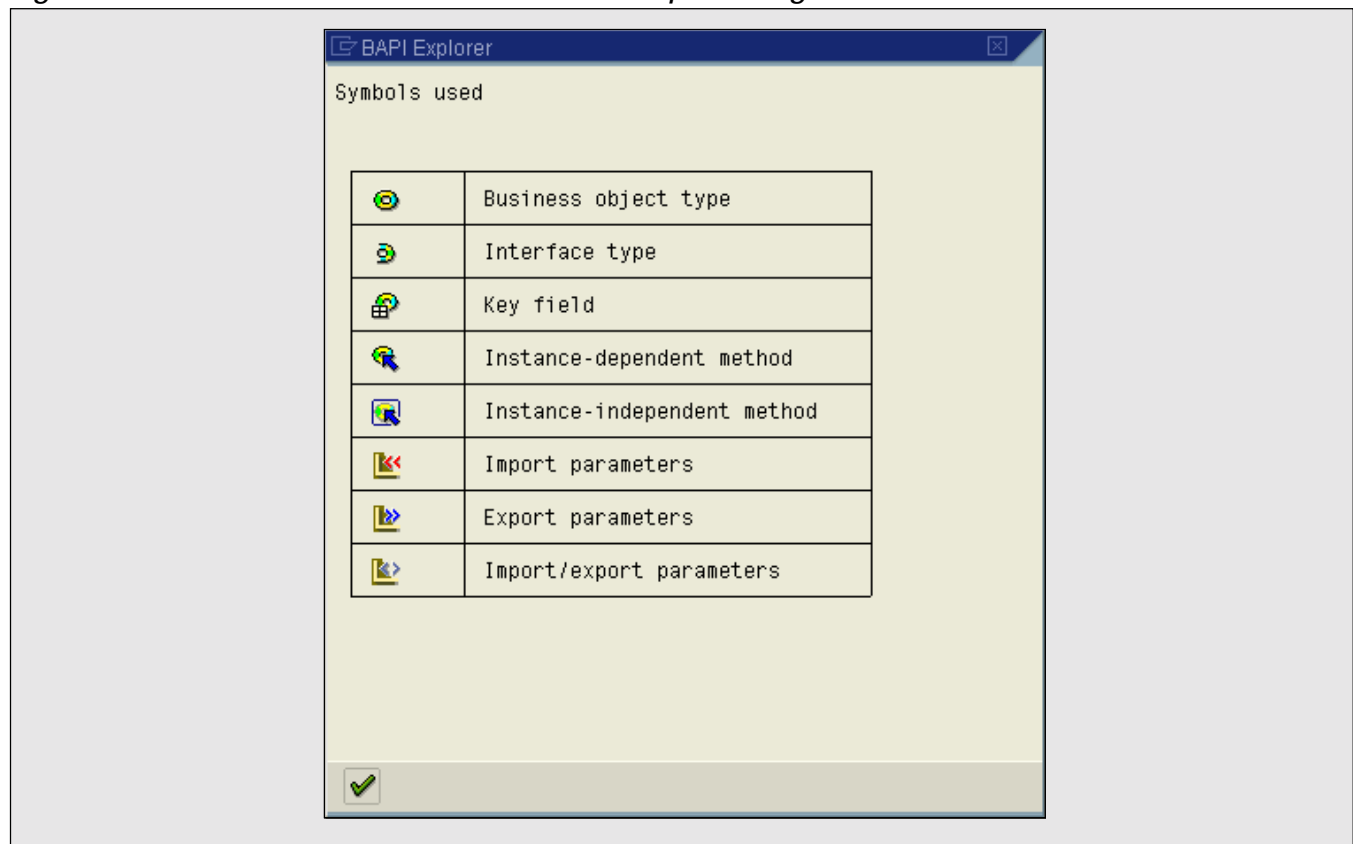 BAPI Explorer
Symbols used
Business object type
Interface type
Key field
Instance-dependent method
Instance-independent method
Import parameters
Export parameters
Import/export parameters